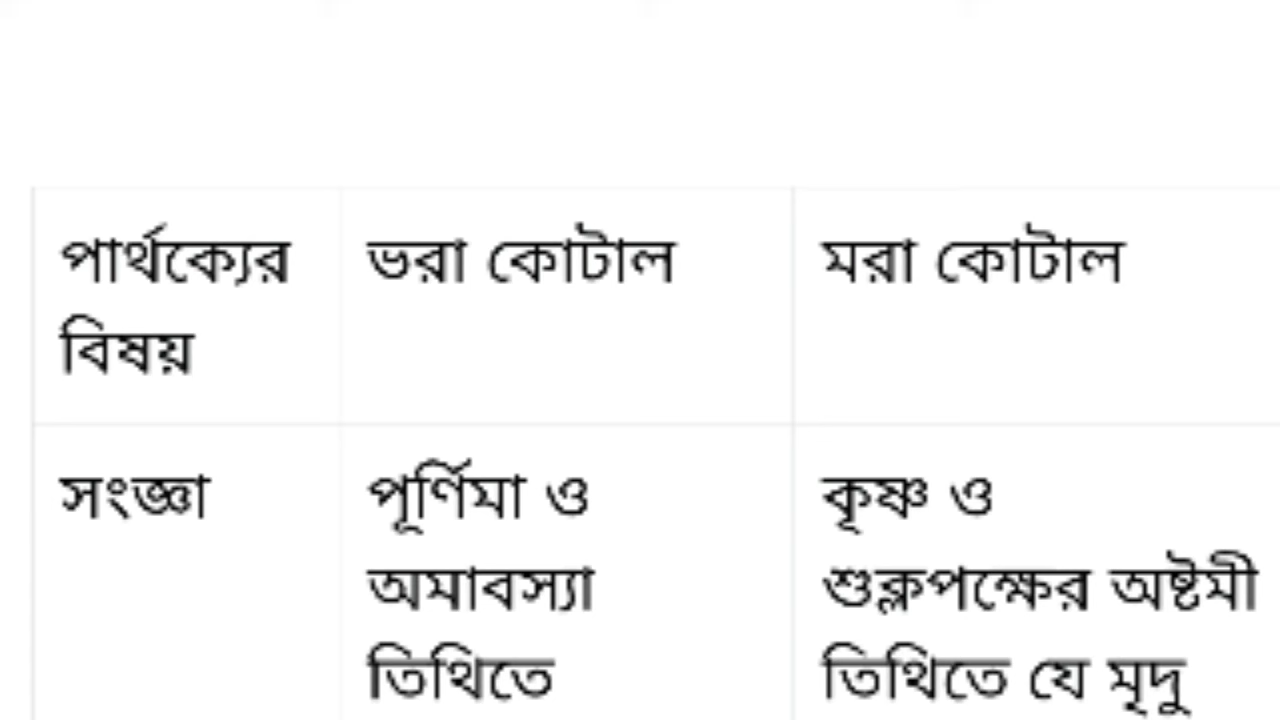 পার্থক্যের বিষয়
ভরা কোটাল
মরা কোটাল
সংজ্ঞা
পূর্ণিমা ও
অমাবস্যা
তিথিতে
কৃষ্ণ ও
শুক্লপক্ষের অষ্টমী
তিথিতে যে মৃদু